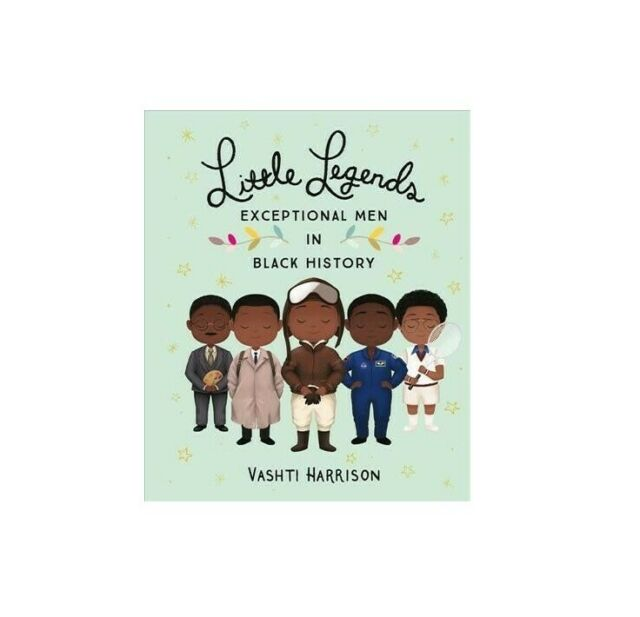 Little Legends
EXCEPTIONAL MEN
IN
BLACK HISTORY
VASHTI HARRISON